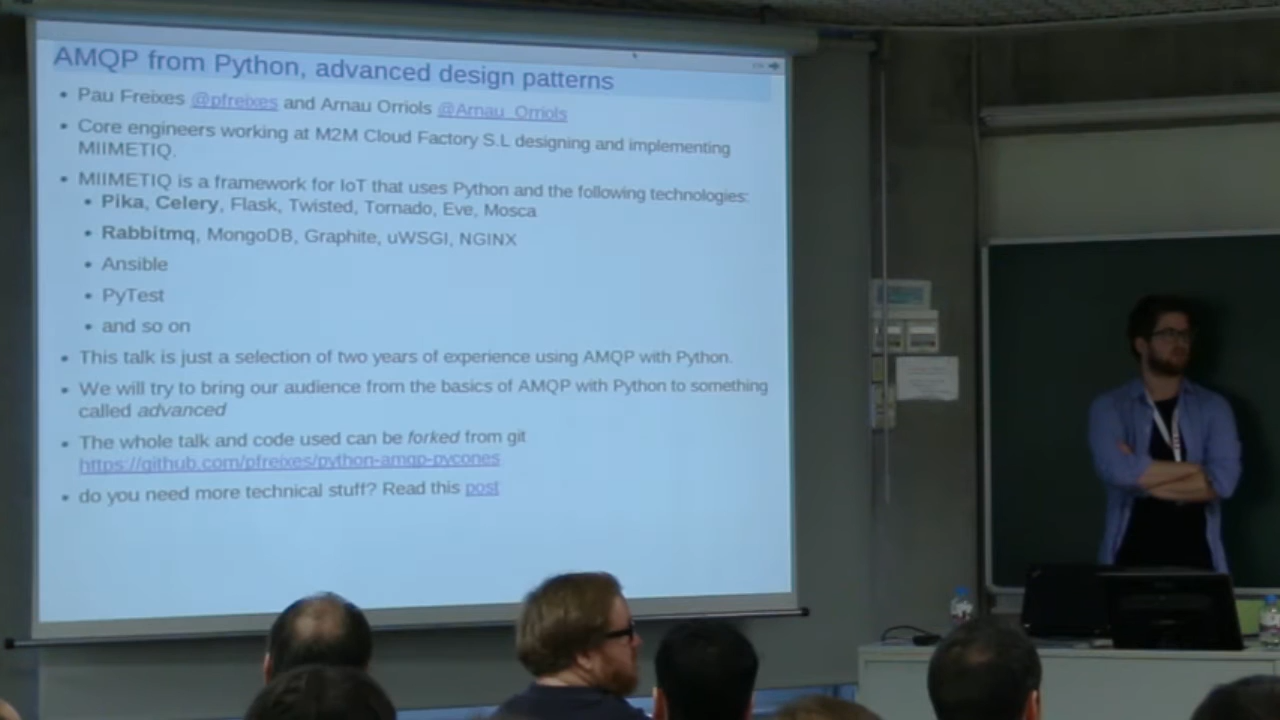 AMQP from Python, advanced design patterns
• Pau Freixes @pfreixes and Arnau Orriols @Arnau_Orriols
• Core engineers working at M2M Cloud Factory S.L designing and implementing
MIIMETIQ.
• MIIMETIQ is a framework for IoT that uses Python and the following technologies:
• Pika, Celery, Flask, Twisted, Tornado, Eve, Mosca
• Rabbitmq, MongoDB, Graphite, uWSGI, NGINX
• Ansible
• PyTest
• and so on
• This talk is just a selection of two years of experience using AMQP with Python.
• We will try to bring our audience from the basics of AMQP with Python to something
called advanced
• The whole talk and code used can be forked from git
https://github.com/pfreixes/python-amqp-pycones
• do you need more technical stuff? Read this post